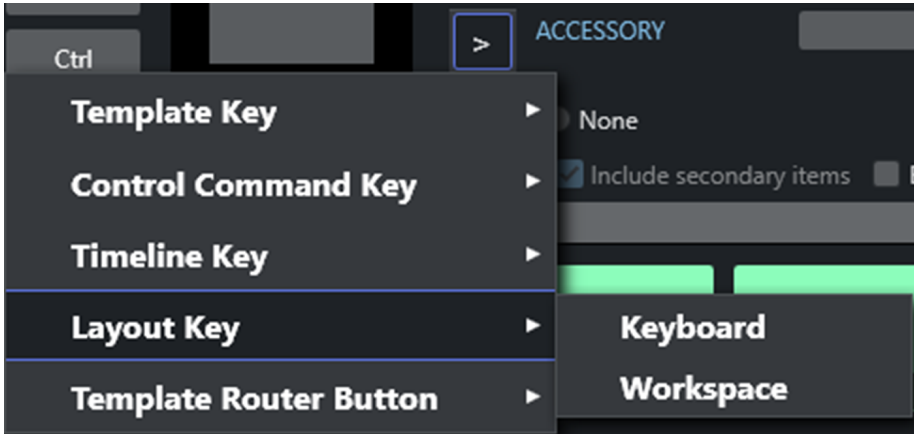 Ctrl
>
ACCESSORY
Template Key
None
Control Command Key
Include secondary items
Timeline Key
Layout Key
Keyboard
Workspace
Template Router Button